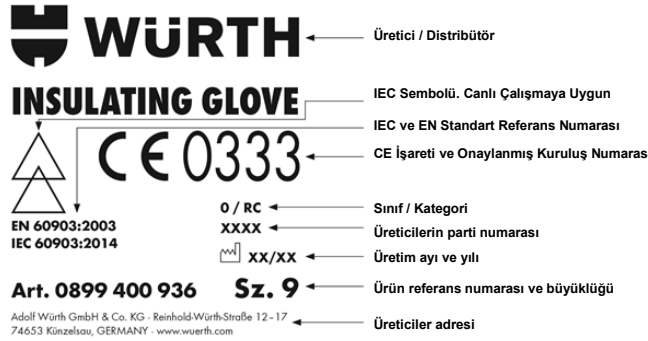 WÜRTH
Üretici / Distribütör
INSULATING GLOVE
IEC Sembolü. Canlı Çalışmaya Uygun
IEC ve EN Standart Referans Numarası
CE 0333
CE İşareti ve Onaylanmış Kuruluş Numaras
EN 60903:2003
IEC 60903:2014
0 / RC
Sınıf / Kategori
XXXX
Üreticilerin parti numarası
XX/XX
Üretim ayı ve yılı
Art. 0899 400 936
Sz. 9
Ürün referans numarası ve büyüklüğü
Adolf Würth GmbH & Co. KG · Reinhold-Würth-Straße 12–17
74653 Künzelsau, GERMANY · www.wuerth.com
Üreticiler adresi